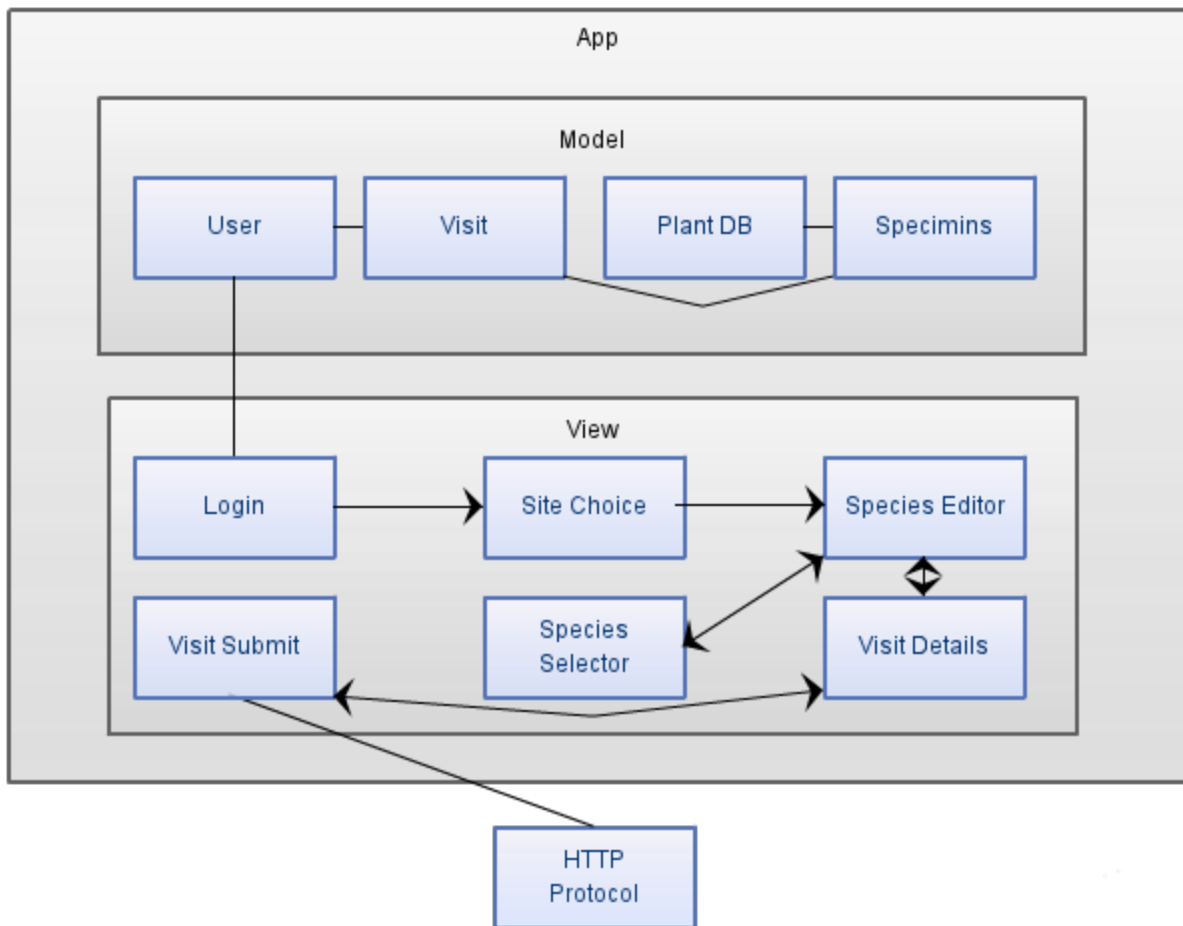 App
Model
User
Visit
Plant DB
Specimins
View
Login
Site Choice
Species Editor
Visit Submit
Species
Selector
Visit Details
HTTP
Protocol